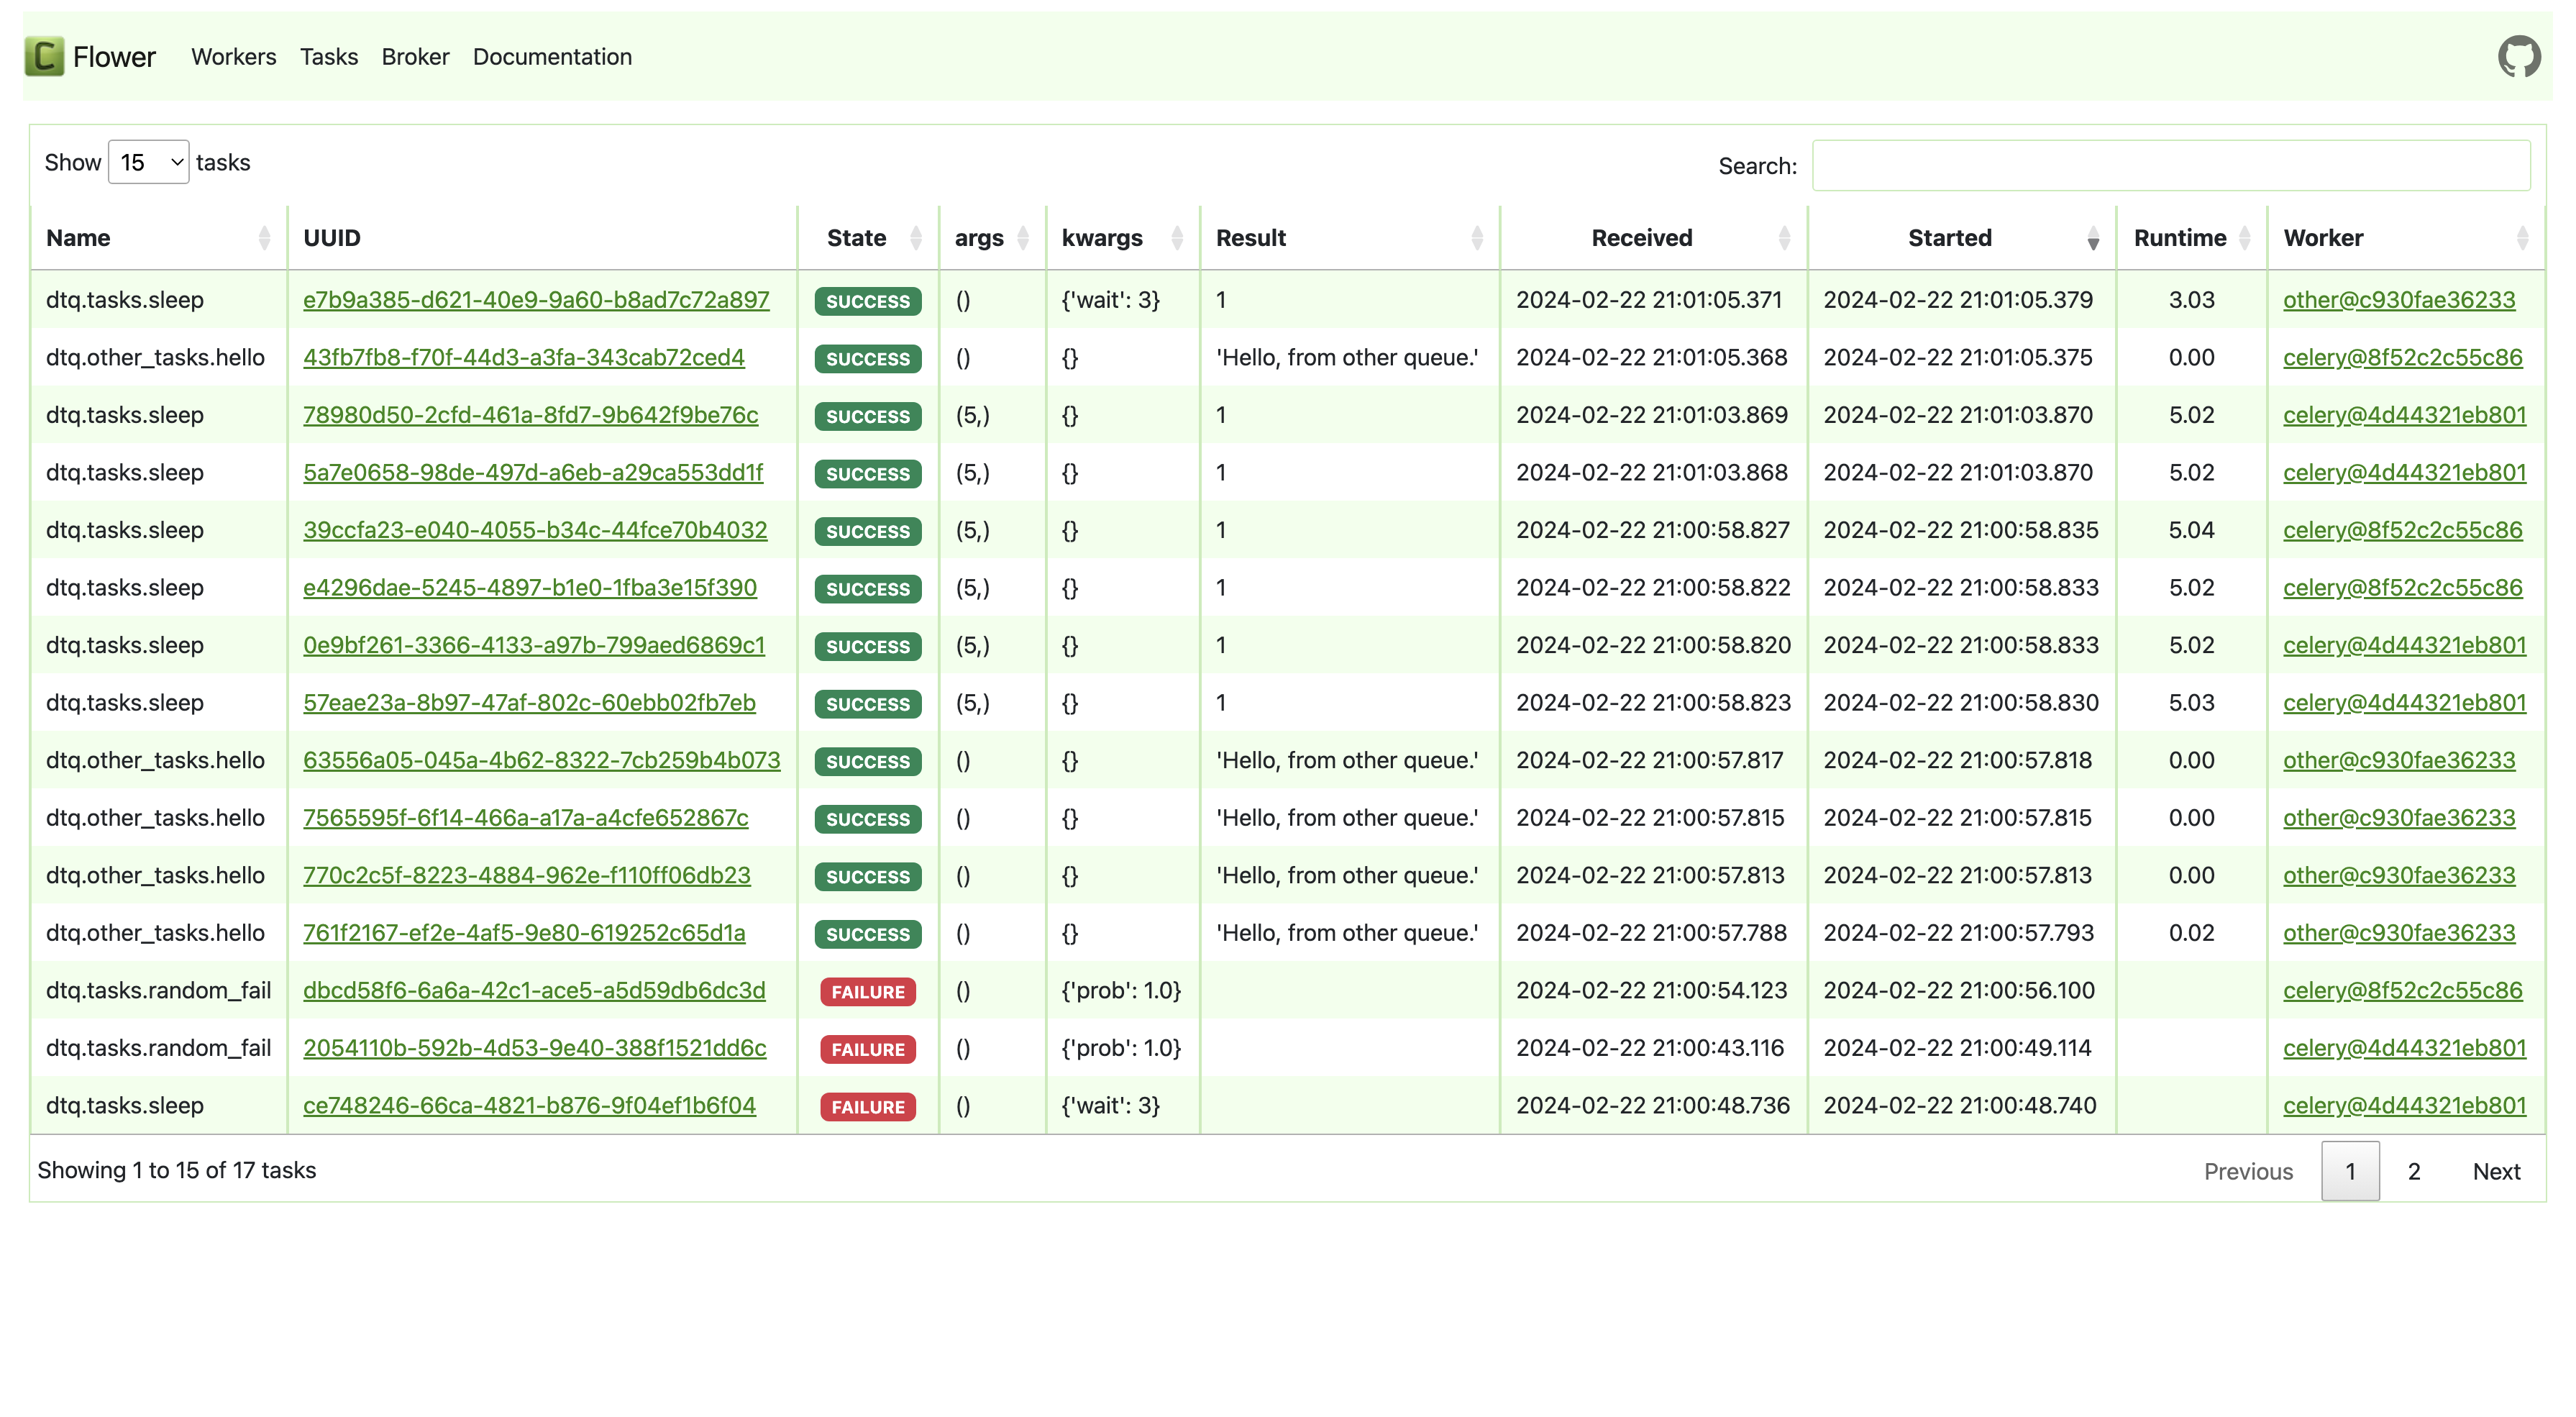 Flower Workers Tasks Broker Documentation
Show 15 tasks Search:
Name UUID State args kwargs Result Received Started Runtime Worker
dtq.tasks.sleep e7b9a385-d621-40e9-9a60-b8ad7c72a897 SUCCESS () {'wait': 3} 1 2024-02-22 21:01:05.371 2024-02-22 21:01:05.379 3.03 other@c930fae36233
dtq.other_tasks.hello 43fb7fb8-f70f-44d3-a3fa-343cab72ced4 SUCCESS () {} 'Hello, from other queue.' 2024-02-22 21:01:05.368 2024-02-22 21:01:05.375 0.00 celery@8f52c2c55c86
dtq.tasks.sleep 78980d50-2cfd-461a-8fd7-9b642f9be76c SUCCESS (5,) {} 1 2024-02-22 21:01:03.869 2024-02-22 21:01:03.870 5.02 celery@4d44321eb801
dtq.tasks.sleep 5a7e0658-98de-497d-a6eb-a29ca553dd1f SUCCESS (5,) {} 1 2024-02-22 21:01:03.868 2024-02-22 21:01:03.870 5.02 celery@4d44321eb801
dtq.tasks.sleep 39ccfa23-e040-4055-b34c-44fce70b4032 SUCCESS (5,) {} 1 2024-02-22 21:00:58.827 2024-02-22 21:00:58.835 5.04 celery@8f52c2c55c86
dtq.tasks.sleep e4296dae-5245-4897-b1e0-1fba3e15f390 SUCCESS (5,) {} 1 2024-02-22 21:00:58.822 2024-02-22 21:00:58.833 5.02 celery@8f52c2c55c86
dtq.tasks.sleep 0e9bf261-3366-4133-a97b-799aed6869c1 SUCCESS (5,) {} 1 2024-02-22 21:00:58.820 2024-02-22 21:00:58.833 5.02 celery@4d44321eb801
dtq.tasks.sleep 57eae23a-8b97-47af-802c-60ebb02fb7eb SUCCESS (5,) {} 1 2024-02-22 21:00:58.823 2024-02-22 21:00:58.830 5.03 celery@4d44321eb801
dtq.other_tasks.hello 63556a05-045a-4b62-8322-7cb259b4b073 SUCCESS () {} 'Hello, from other queue.' 2024-02-22 21:00:57.817 2024-02-22 21:00:57.818 0.00 other@c930fae36233
dtq.other_tasks.hello 7565595f-6f14-466a-a17a-a4cfe652867c SUCCESS () {} 'Hello, from other queue.' 2024-02-22 21:00:57.815 2024-02-22 21:00:57.815 0.00 other@c930fae36233
dtq.other_tasks.hello 770c2c5f-8223-4884-962e-f110ff06db23 SUCCESS () {} 'Hello, from other queue.' 2024-02-22 21:00:57.813 2024-02-22 21:00:57.813 0.00 other@c930fae36233
dtq.other_tasks.hello 761f2167-ef2e-4af5-9e80-619252c65d1a SUCCESS () {} 'Hello, from other queue.' 2024-02-22 21:00:57.788 2024-02-22 21:00:57.793 0.02 other@c930fae36233
dtq.tasks.random_fail dbcd58f6-6a6a-42c1-ace5-a5d59db6dc3d FAILURE () {'prob': 1.0} 2024-02-22 21:00:54.123 2024-02-22 21:00:56.100 celery@8f52c2c55c86
dtq.tasks.random_fail 2054110b-592b-4d53-9e40-388f1521dd6c FAILURE () {'prob': 1.0} 2024-02-22 21:00:43.116 2024-02-22 21:00:49.114 celery@4d44321eb801
dtq.tasks.sleep ce748246-66ca-4821-b876-9f04ef1b6f04 FAILURE () {'wait': 3} 2024-02-22 21:00:48.736 2024-02-22 21:00:48.740 celery@4d44321eb801
Showing 1 to 15 of 17 tasks Previous 1 2 Next